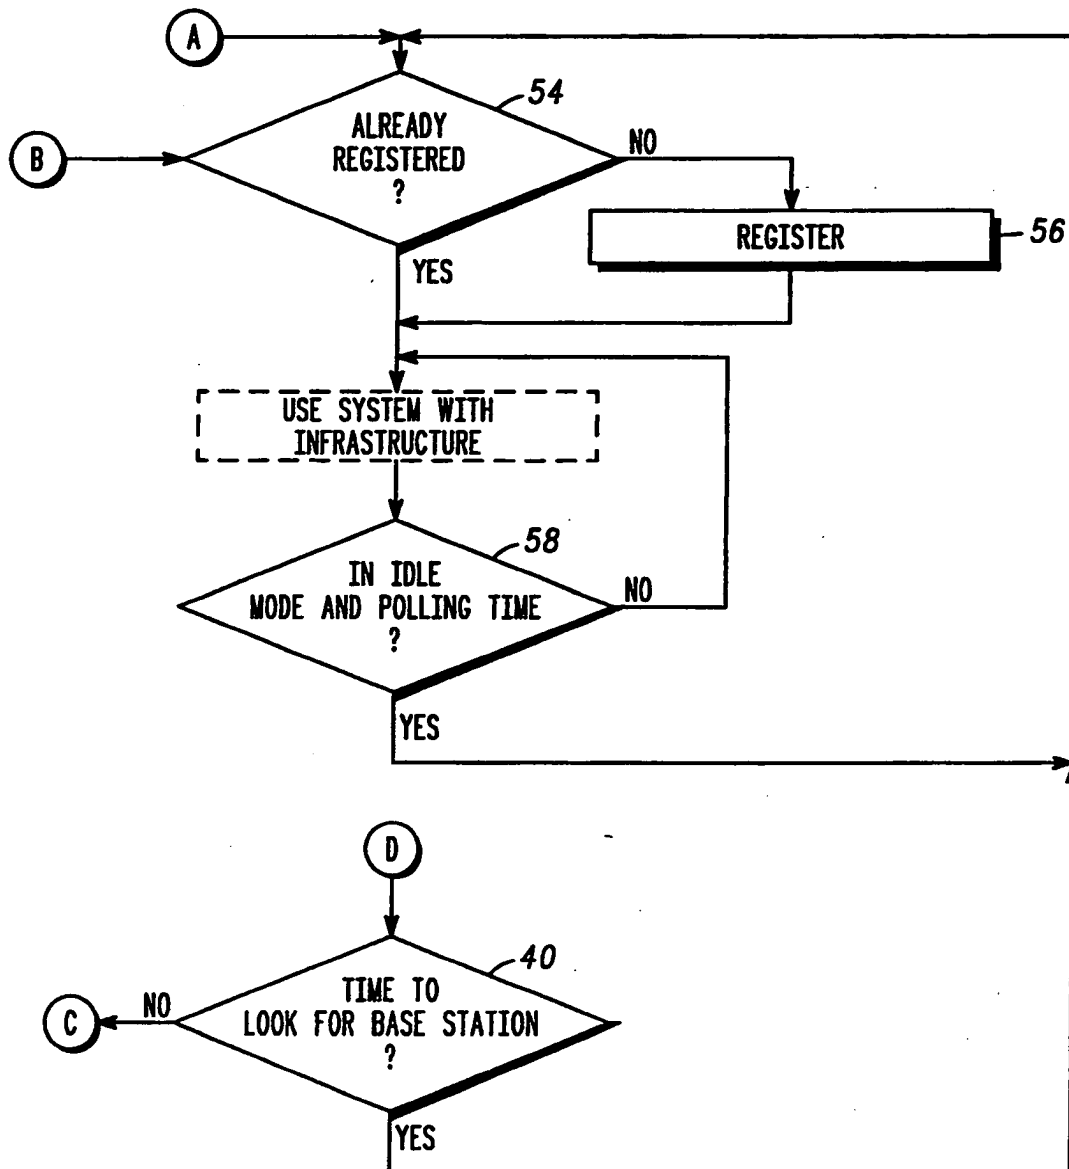 A
54
ALREADY
REGISTERED
?
B
NO
REGISTER
56
YES
USE SYSTEM WITH
INFRASTRUCTURE
58
IN IDLE
MODE AND POLLING TIME
?
NO
YES
D
40
TIME TO
LOOK FOR BASE STATION
?
NO
C
YES